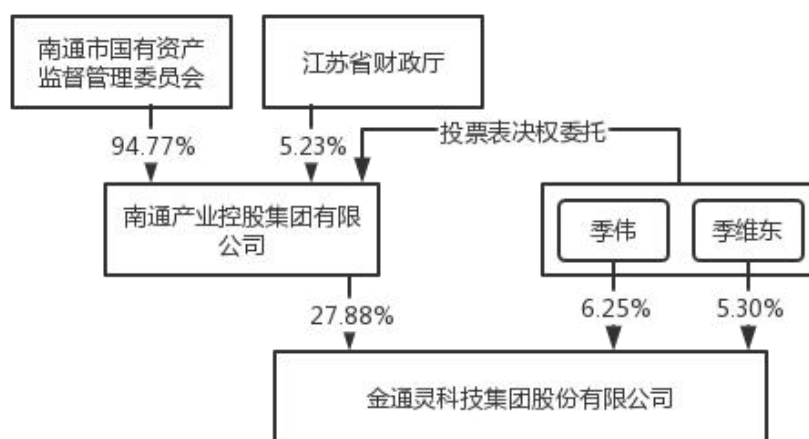 南通市国有资产
监督管理委员会
江苏省财政厅
94.77%
5.23%
投票表决权委托
南通产业控股集团有限
公司
季伟
季维东
27.88%
6.25%
5.30%
金通灵科技集团股份有限公司